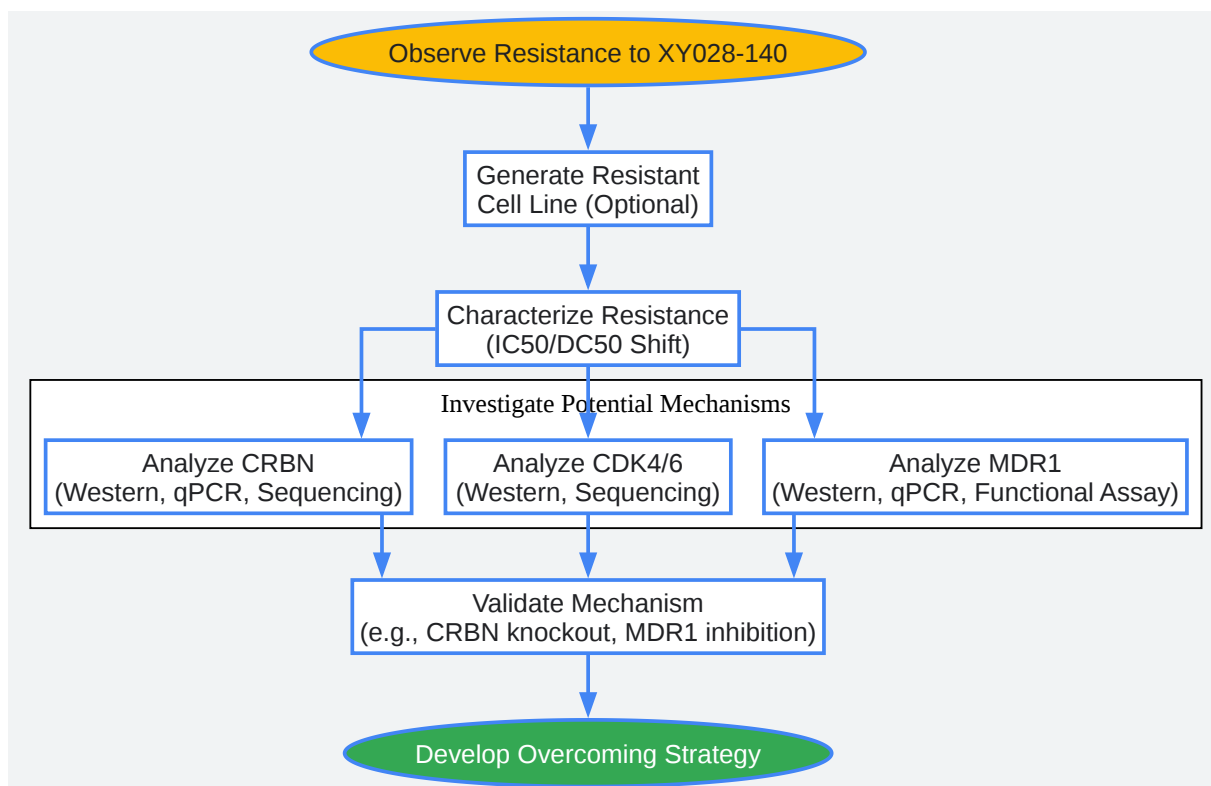 Observe Resistance to XY028-140
Generate Resistant
Cell Line (Optional)
Characterize Resistance
(IC50/DC50 Shift)
Investigate Potential Mechanisms
Analyze CRBN
(Western, qPCR, Sequencing)
Analyze CDK4/6
(Western, Sequencing)
Analyze MDR1
(Western, qPCR, Functional Assay)
Validate Mechanism
(e.g., CRBN knockout, MDR1 inhibition)
Develop Overcoming Strategy